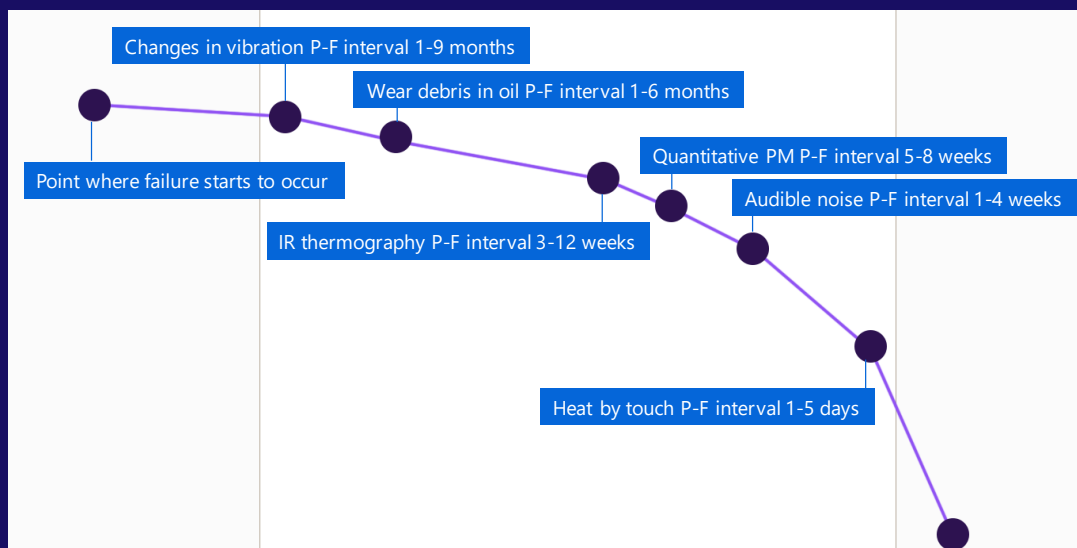 Changes in vibration P-F interval 1-9 months
Wear debris in oil P-F interval 1-6 months
Quantitative PM P-F interval 5-8 weeks
Point where failure starts to occur
Audible noise P-F interval 1-4 weeks
IR thermography P-F interval 3-12 weeks
Heat by touch P-F interval 1-5 days